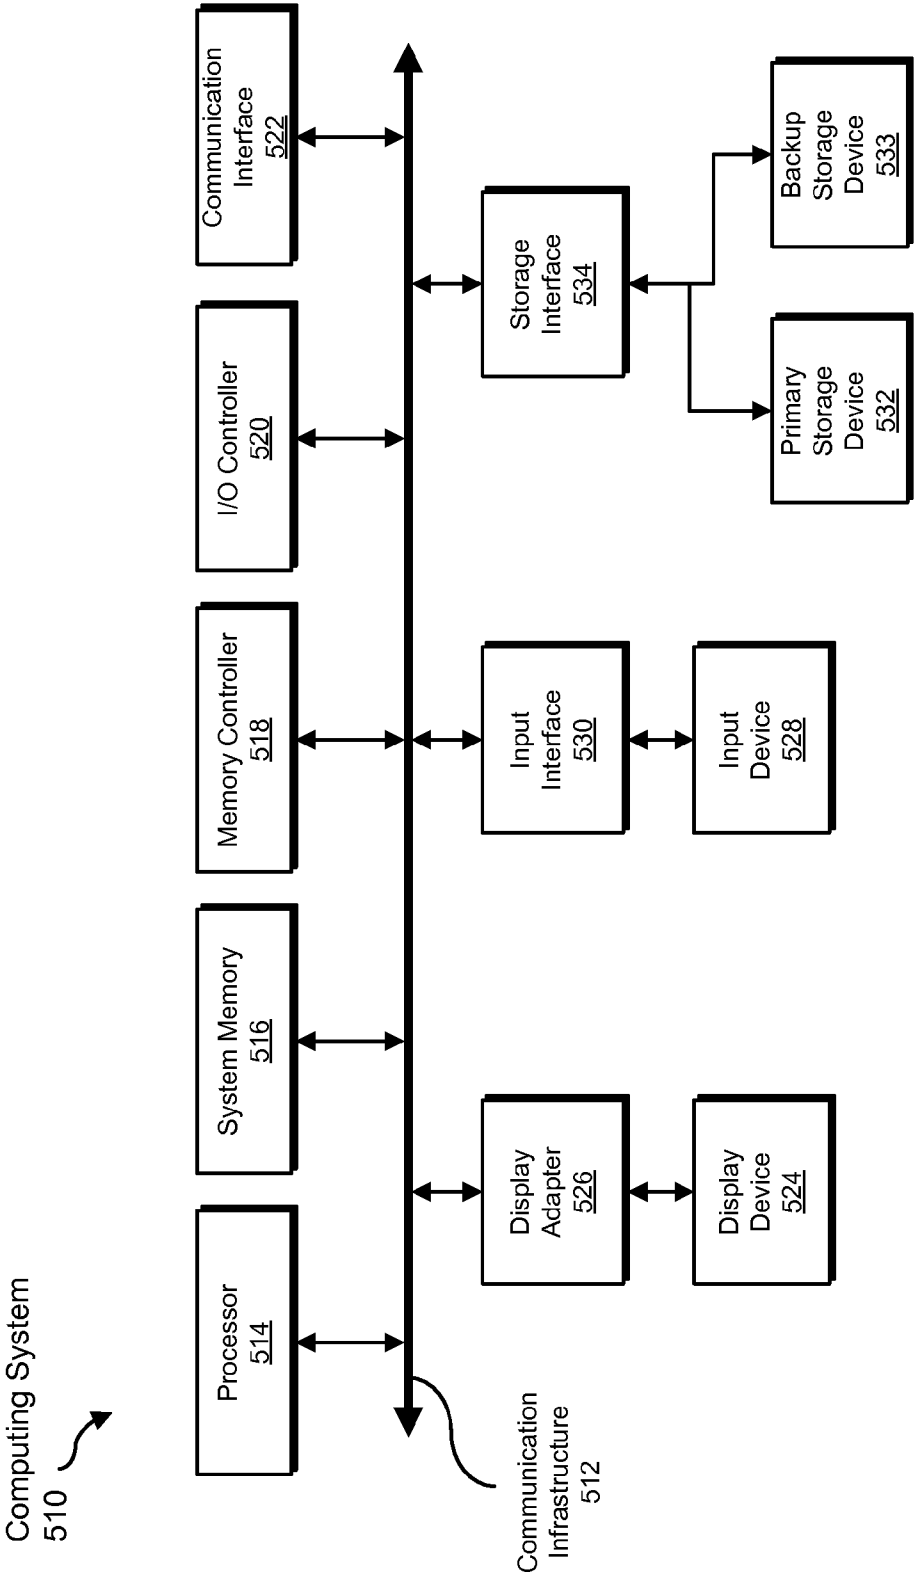 Computing System
510
Processor
514
System Memory
516
Memory Controller
518
I/O Controller
520
Communication
Interface
522
Communication
Infrastructure
512
Display
Adapter
526
Input
Interface
530
Storage
Interface
534
Display
Device
524
Input
Device
528
Primary
Storage
Device
532
Backup
Storage
Device
533